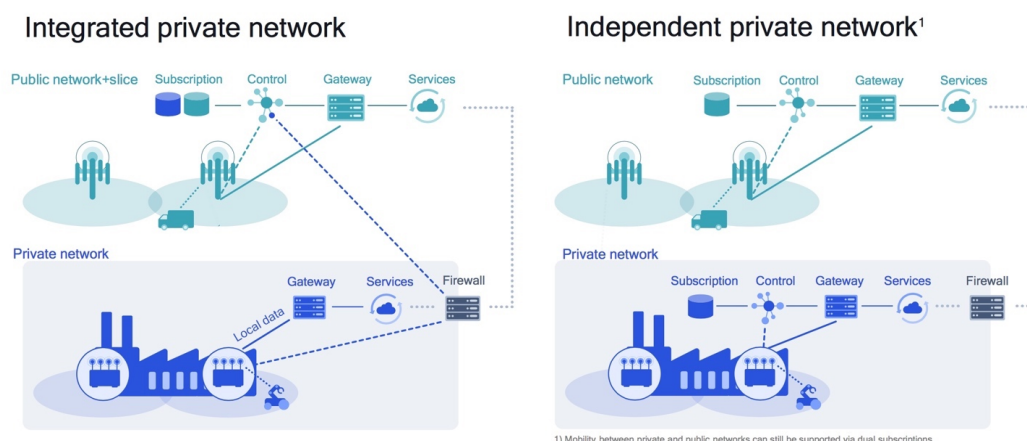 Integrated private network
Public network+slice
Subscription
Control
Gateway
Services
Private network
Gateway
Services
Firewall
Local data
Independent private network¹
Public network
Subscription
Control
Gateway
Services
Private network
Subscription
Control
Gateway
Services
Firewall
1) Mobility between private and public networks can still be supported via dual subscriptions